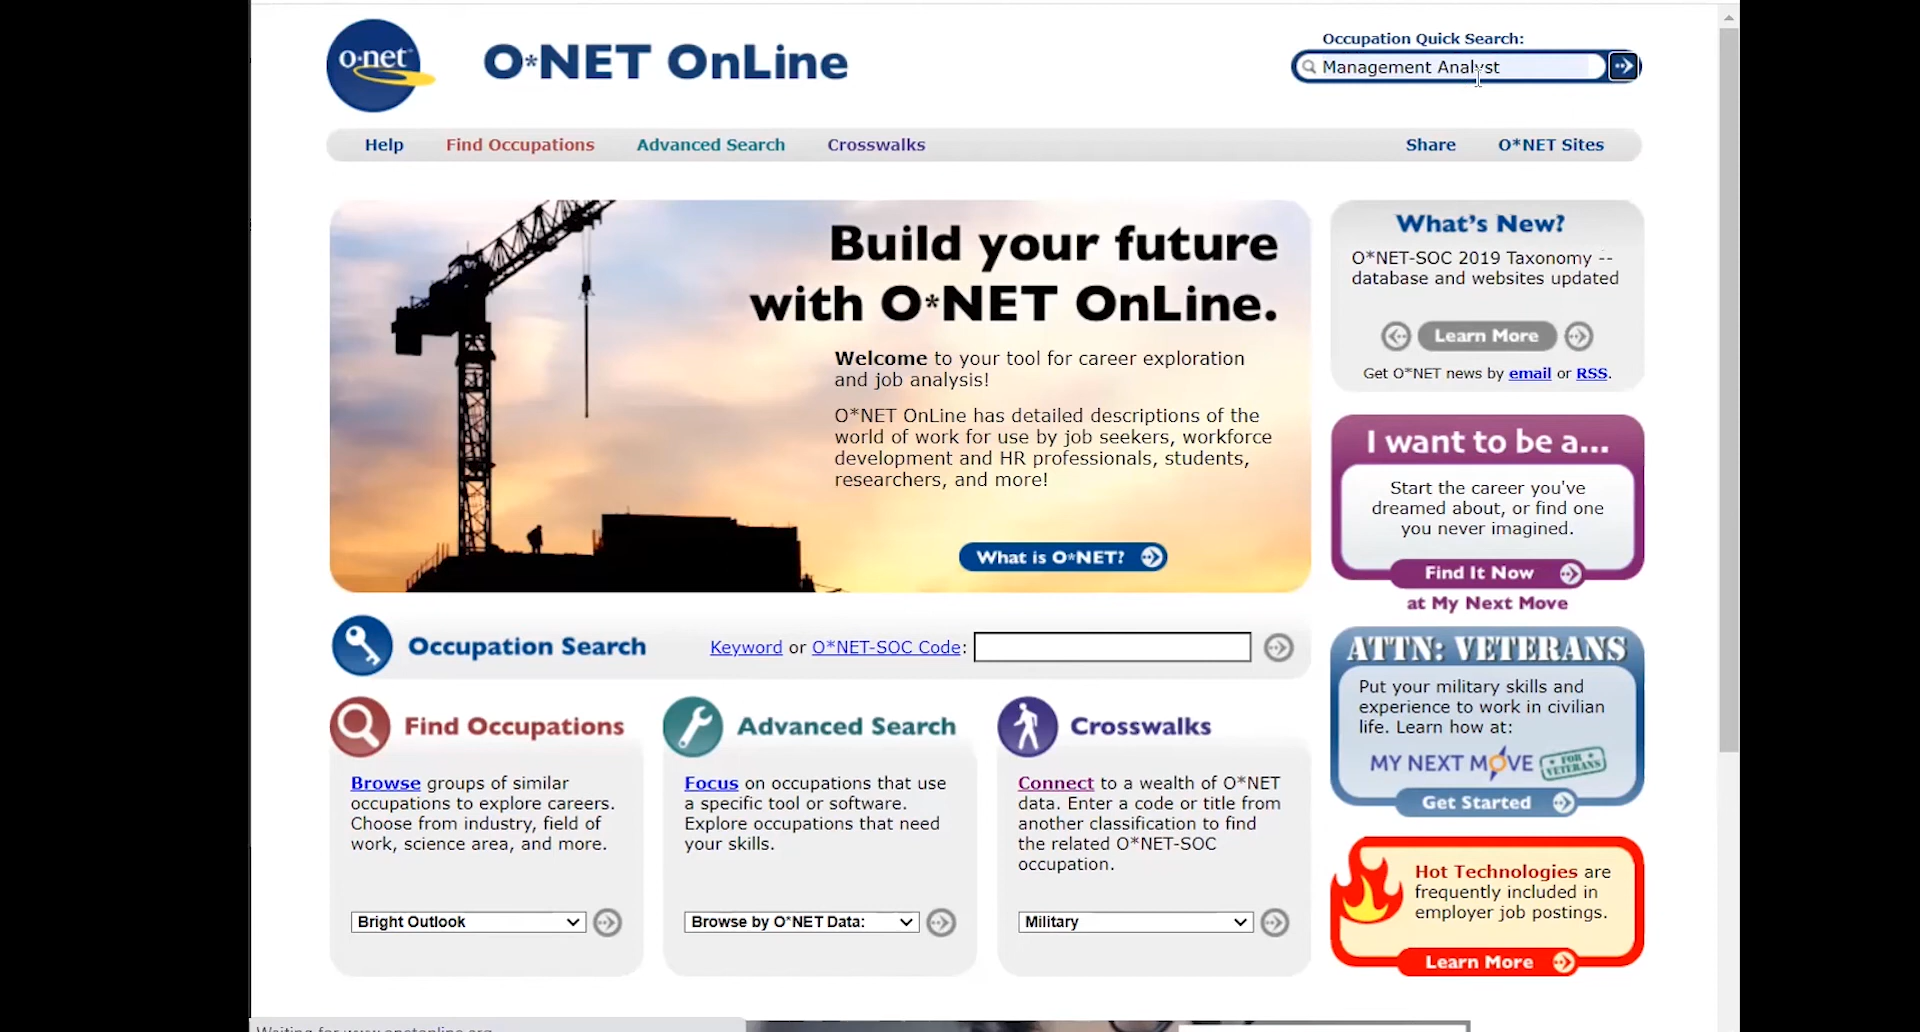 o·net
O*NET OnLine
Occupation Quick Search:
Management Analyst
Help
Find Occupations
Advanced Search
Crosswalks
Share
O*NET Sites
Build your future
with O*NET OnLine.
Welcome to your tool for career exploration
and job analysis!
O*NET OnLine has detailed descriptions of the
world of work for use by job seekers, workforce
development and HR professionals, students,
researchers, and more!
What is O*NET?
What's New?
O*NET-SOC 2019 Taxonomy --
database and websites updated
Learn More
Get O*NET news by email or RSS.
I want to be a...
Start the career you've
dreamed about, or find one
you never imagined.
Find It Now
at My Next Move
Occupation Search
Keyword or O*NET-SOC Code:
Find Occupations
Browse groups of similar
occupations to explore careers.
Choose from industry, field of
work, science area, and more.
Bright Outlook
Advanced Search
Focus on occupations that use
a specific tool or software.
Explore occupations that need
your skills.
Browse by O*NET Data:
Crosswalks
Connect to a wealth of O*NET
data. Enter a code or title from
another classification to find
the related O*NET-SOC
occupation.
Military
ATTN: VETERANS
Put your military skills and
experience to work in civilian
life. Learn how at:
MY NEXT MOVE
FOR VETERANS
Get Started
Hot Technologies are
frequently included in
employer job postings.
Learn More
Waiting for www.onetonline.org